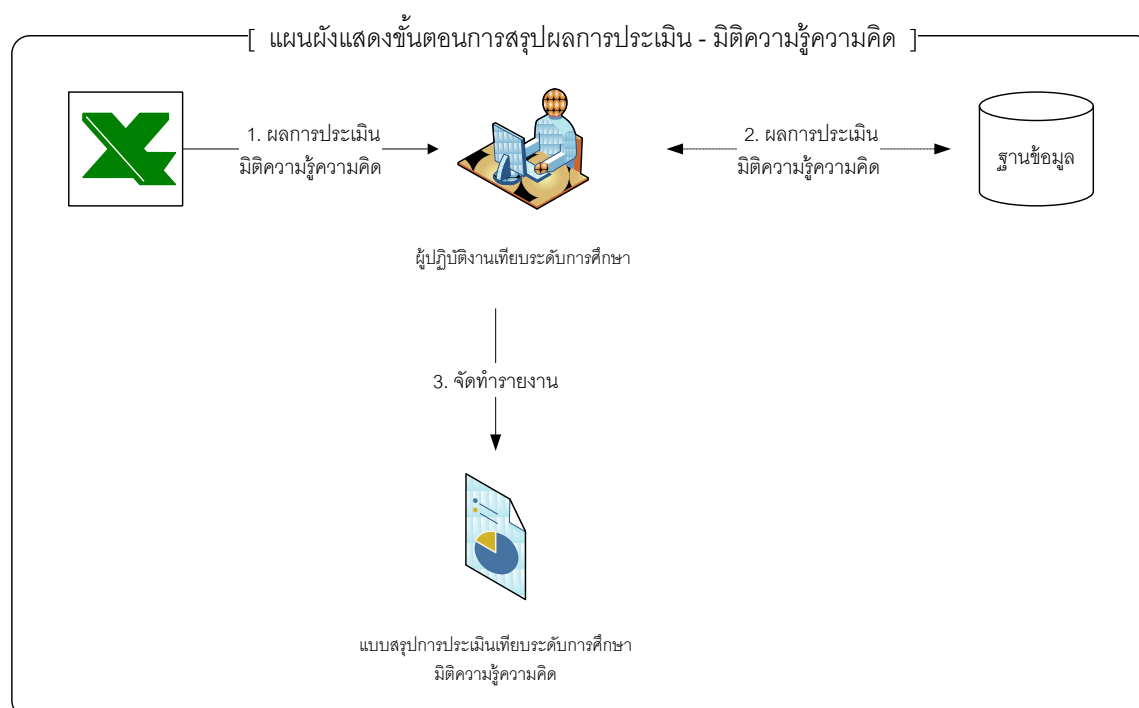 [ แผนผังแสดงขั้นตอนการสรุปผลการประเมิน - มิติความรู้ความคิด ]
1. ผลการประเมิน
มิติความรู้ความคิด
2. ผลการประเมิน
มิติความรู้ความคิด
ฐานข้อมูล
ผู้ปฏิบัติงานเทียบระดับการศึกษา
3. จัดทำรายงาน
แบบสรุปการประเมินเทียบระดับการศึกษา
มิติความรู้ความคิด